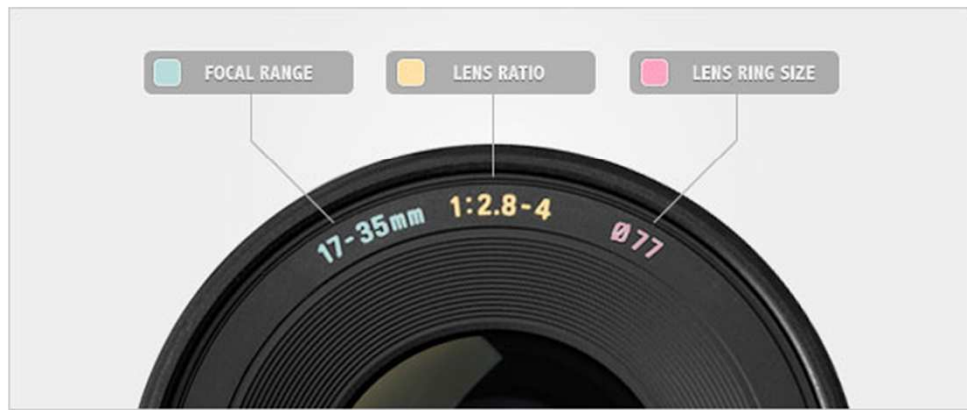 FOCAL RANGE
LENS RATIO
LENS RING SIZE
17-35mm
1:2.8-4
Ø77